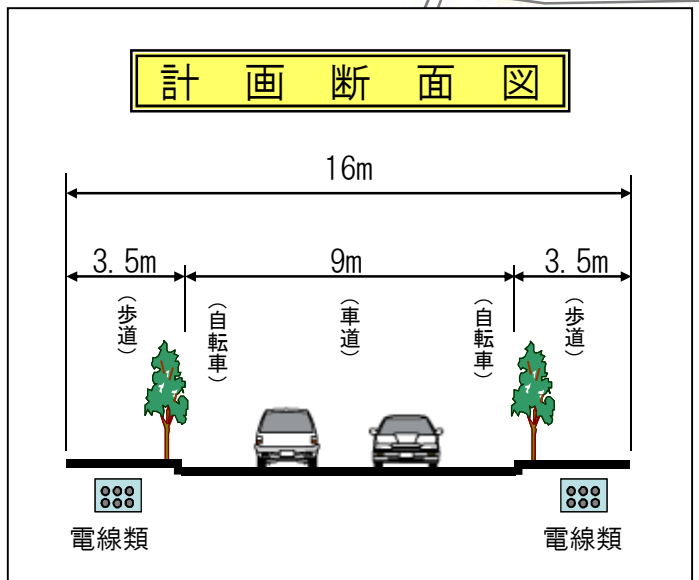 計画断面図
16m
3.5m 9m 3.5m
(歩道) (自転車) (車道) (自転車) (歩道)
電線類 電線類